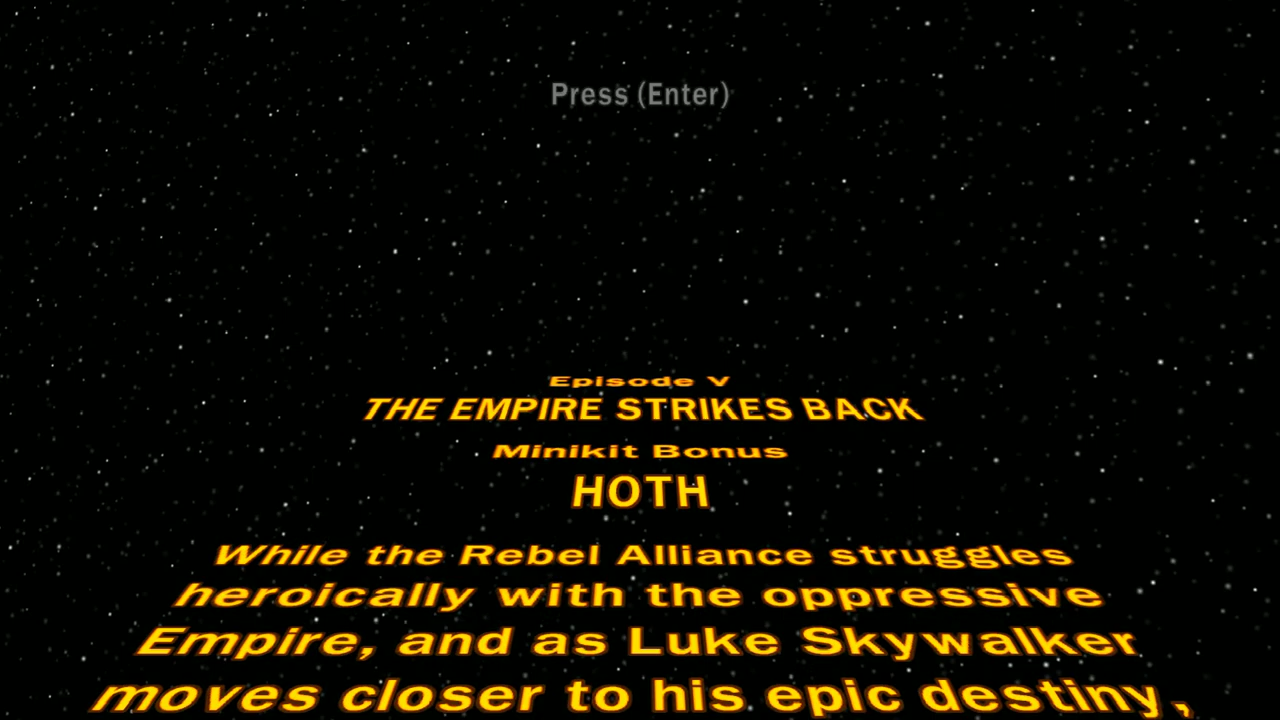 Press (Enter)
Episode V
THE EMPIRE STRIKES BACK
Minikit Bonus
HOTH
While the Rebel Alliance struggles
heroically with the oppressive
Empire, and as Luke Skywalker
moves closer to his epic destiny,